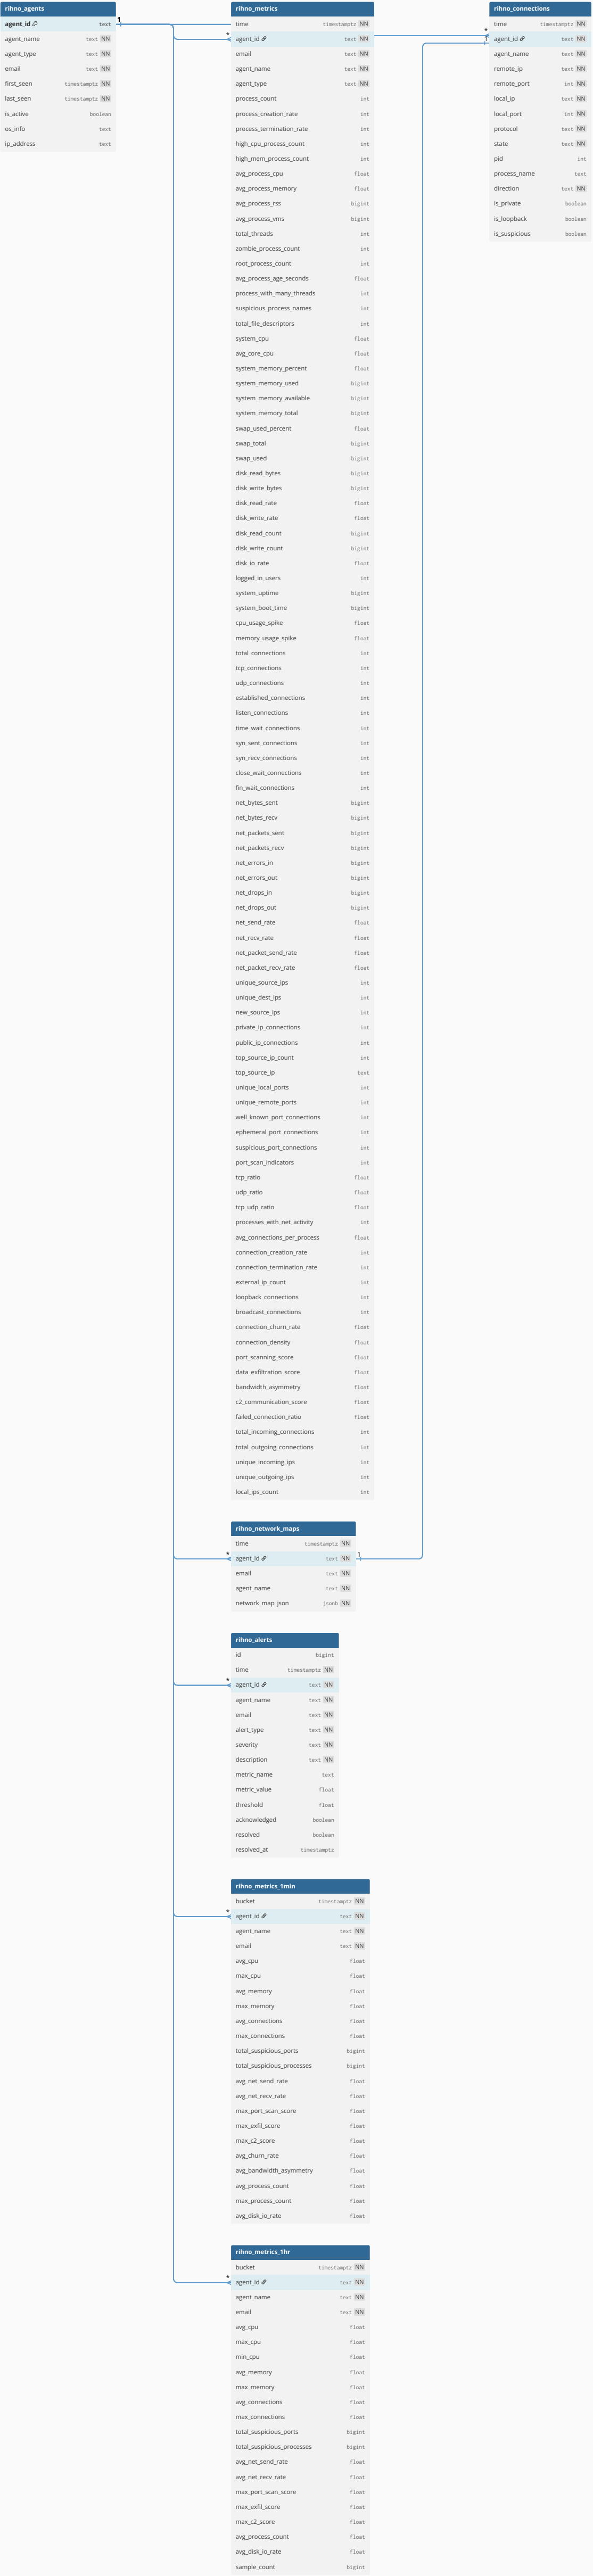 rihno_agents
agent_id text
agent_name text NN
agent_type text NN
email text NN
first_seen timestamptz NN
last_seen timestamptz NN
is_active boolean
os_info text
ip_address text
1
rihno_metrics
time timestamptz NN
* agent_id text NN
email text NN
agent_name text NN
agent_type text NN
process_count int
process_creation_rate int
process_termination_rate int
high_cpu_process_count int
high_mem_process_count int
avg_process_cpu float
avg_process_memory float
avg_process_rss bigint
avg_process_vms bigint
total_threads int
zombie_process_count int
root_process_count int
avg_process_age_seconds float
process_with_many_threads int
suspicious_process_names int
total_file_descriptors int
system_cpu float
avg_core_cpu float
system_memory_percent float
system_memory_used bigint
system_memory_available bigint
system_memory_total bigint
swap_used_percent float
swap_total bigint
swap_used bigint
disk_read_bytes bigint
disk_write_bytes bigint
disk_read_rate float
disk_write_rate float
disk_read_count bigint
disk_write_count bigint
disk_io_rate float
logged_in_users int
system_uptime bigint
system_boot_time bigint
cpu_usage_spike float
memory_usage_spike float
total_connections int
tcp_connections int
udp_connections int
established_connections int
listen_connections int
time_wait_connections int
syn_sent_connections int
syn_recv_connections int
close_wait_connections int
fin_wait_connections int
net_bytes_sent bigint
net_bytes_recv bigint
net_packets_sent bigint
net_packets_recv bigint
net_errors_in bigint
net_errors_out bigint
net_drops_in bigint
net_drops_out bigint
net_send_rate float
net_recv_rate float
net_packet_send_rate float
net_packet_recv_rate float
unique_source_ips int
unique_dest_ips int
new_source_ips int
private_ip_connections int
public_ip_connections int
top_source_ip_count int
top_source_ip text
unique_local_ports int
unique_remote_ports int
well_known_port_connections int
ephemeral_port_connections int
suspicious_port_connections int
port_scan_indicators int
tcp_ratio float
udp_ratio float
tcp_udp_ratio float
processes_with_net_activity int
avg_connections_per_process float
connection_creation_rate int
connection_termination_rate int
external_ip_count int
loopback_connections int
broadcast_connections int
connection_churn_rate float
connection_density float
port_scanning_score float
data_exfiltration_score float
bandwidth_asymmetry float
c2_communication_score float
failed_connection_ratio float
total_incoming_connections int
total_outgoing_connections int
unique_incoming_ips int
unique_outgoing_ips int
local_ips_count int
rihno_connections
time timestamptz NN
* agent_id text NN
agent_name text NN
remote_ip text NN
remote_port int NN
local_ip text NN
local_port int NN
protocol text NN
state text NN
pid int
process_name text
direction text NN
is_private boolean
is_loopback boolean
is_suspicious boolean
rihno_network_maps
time timestamptz NN
* agent_id text NN 1
email text NN
agent_name text NN
network_map_json jsonb NN
rihno_alerts
id bigint
time timestamptz NN
* agent_id text NN
agent_name text NN
email text NN
alert_type text NN
severity text NN
description text NN
metric_name text
metric_value float
threshold float
acknowledged boolean
resolved boolean
resolved_at timestamptz
rihno_metrics_1min
bucket timestamptz NN
* agent_id text NN
agent_name text NN
email text NN
avg_cpu float
max_cpu float
avg_memory float
max_memory float
avg_connections float
max_connections float
total_suspicious_ports bigint
total_suspicious_processes bigint
avg_net_send_rate float
avg_net_recv_rate float
max_port_scan_score float
max_exfil_score float
max_c2_score float
avg_churn_rate float
avg_bandwidth_asymmetry float
avg_process_count float
max_process_count float
avg_disk_io_rate float
rihno_metrics_1hr
bucket timestamptz NN
* agent_id text NN
agent_name text NN
email text NN
avg_cpu float
max_cpu float
min_cpu float
avg_memory float
max_memory float
avg_connections float
max_connections float
total_suspicious_ports bigint
total_suspicious_processes bigint
avg_net_send_rate float
avg_net_recv_rate float
max_port_scan_score float
max_exfil_score float
max_c2_score float
avg_process_count float
avg_disk_io_rate float
sample_count bigint